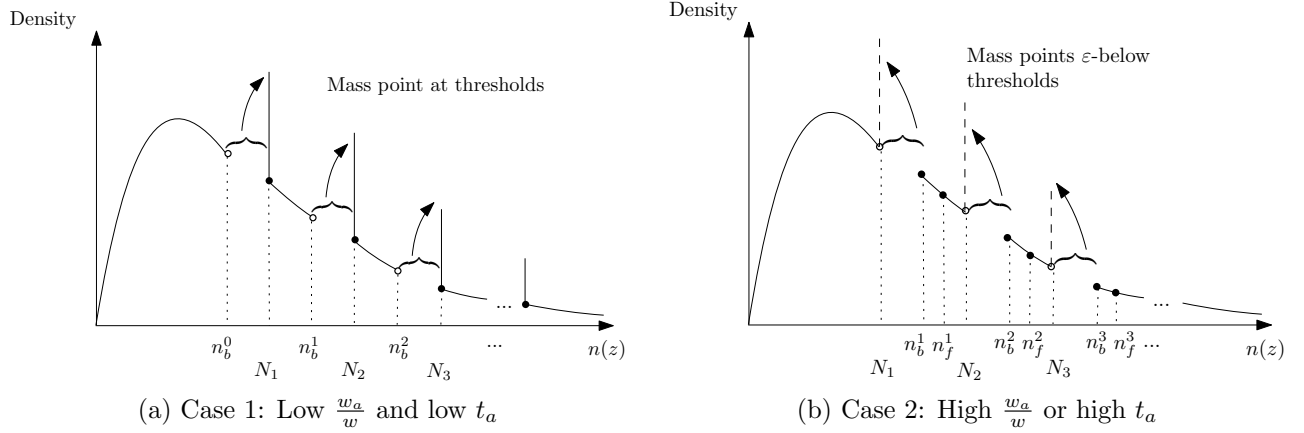 Density
Mass point at thresholds
...
n_b^0
n_b^1
n_b^2
...
n(z)
N_1
N_2
N_3
(a) Case 1: Low \frac{w_a}{w} and low t_a
Density
Mass points ε-below
thresholds
...
n_b^1 n_f^1
n_b^2 n_f^2
n_b^3 n_f^3 ...
n(z)
N_1
N_2
N_3
(b) Case 2: High \frac{w_a}{w} or high t_a